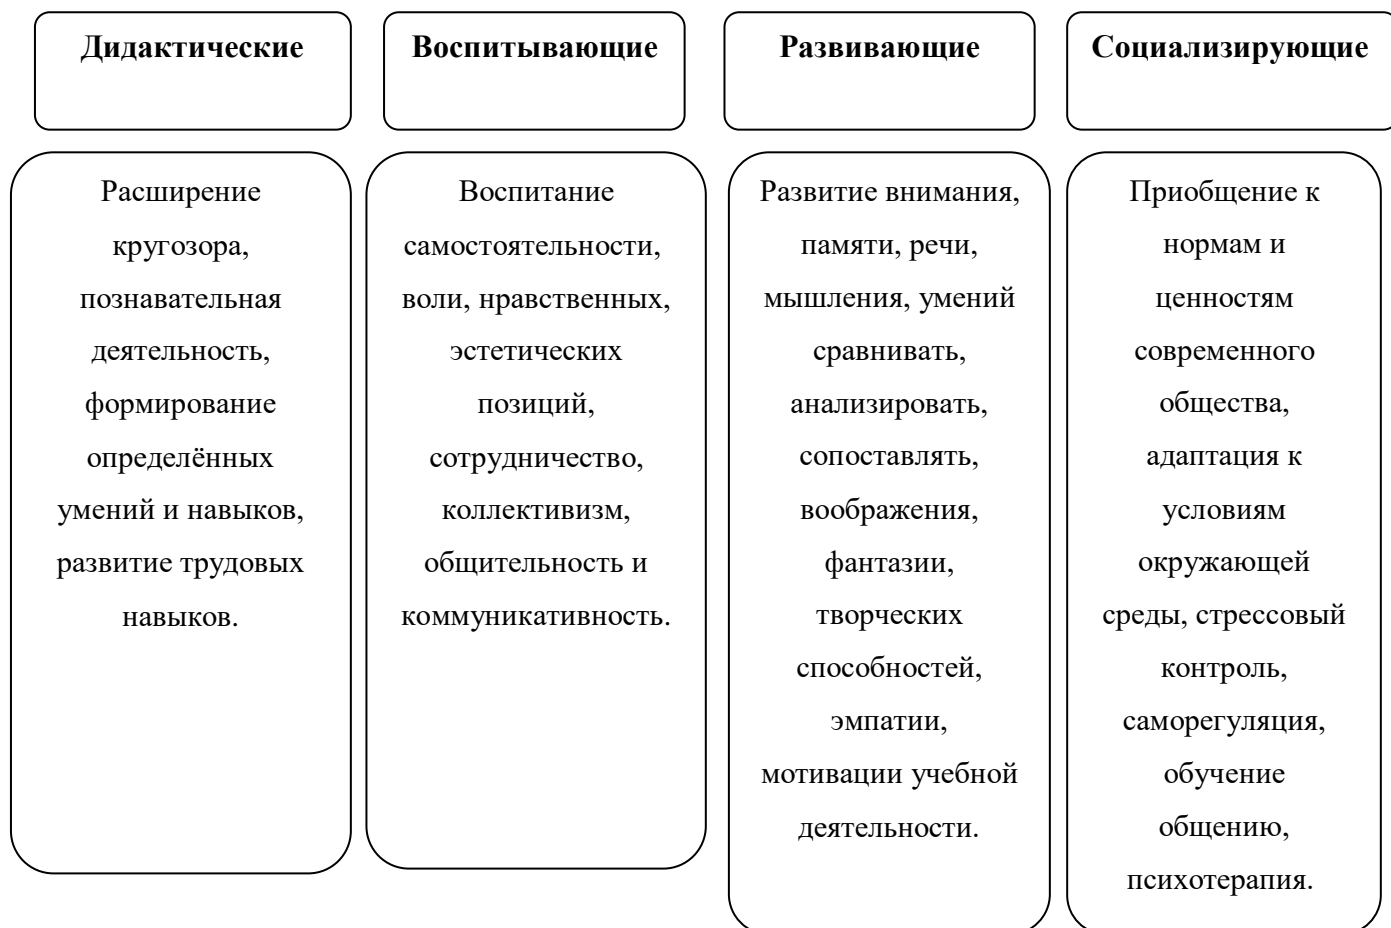 Дидактические
Расширение
кругозора,
познавательная
деятельность,
формирование
определённых
умений и навыков,
развитие трудовых
навыков.
Воспитывающие
Воспитание
самостоятельности,
воли, нравственных,
эстетических
позиций,
сотрудничество,
коллективизм,
общительность и
коммуникативность.
Развивающие
Развитие внимания,
памяти, речи,
мышления, умений
сравнивать,
анализировать,
сопоставлять,
воображения,
фантазии,
творческих
способностей,
эмпатии,
мотивации учебной
деятельности.
Социализирующие
Приобщение к
нормам и
ценностям
современного
общества,
адаптация к
условиям
окружающей
среды, стрессовый
контроль,
саморегуляция,
обучение
общению,
психотерапия.